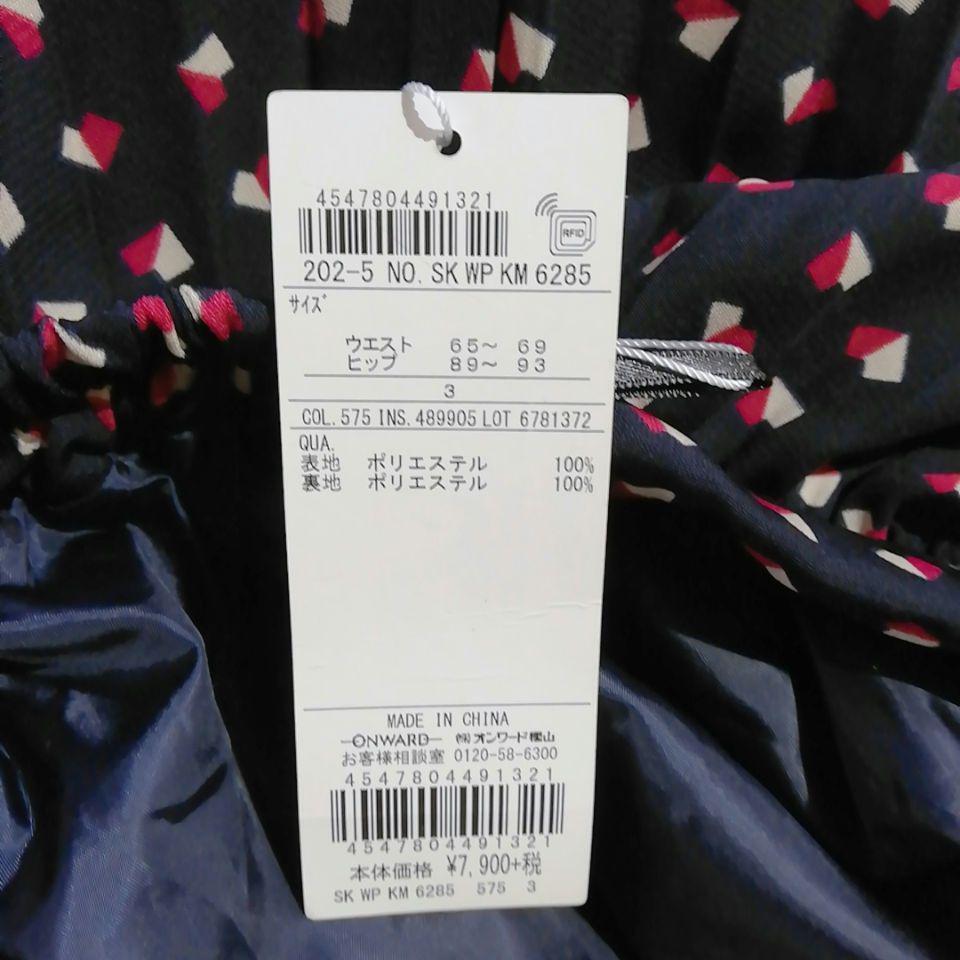 4547804491321
RFID
202-5 NO. SK WP KM 6285
サイズ
ウエスト 65～ 69
ヒップ 89～ 93
3
COL. 575 INS. 489905 LOT 6781372
QUA.
表地 ポリエステル 100%
裏地 ポリエステル 100%
MADE IN CHINA
ONWARD ㈱オンワード樫山
お客様相談室 0120-58-6300
4547804491321
4547804491321
本体価格 ¥7,900+税
SK WP KM 6285 575 3